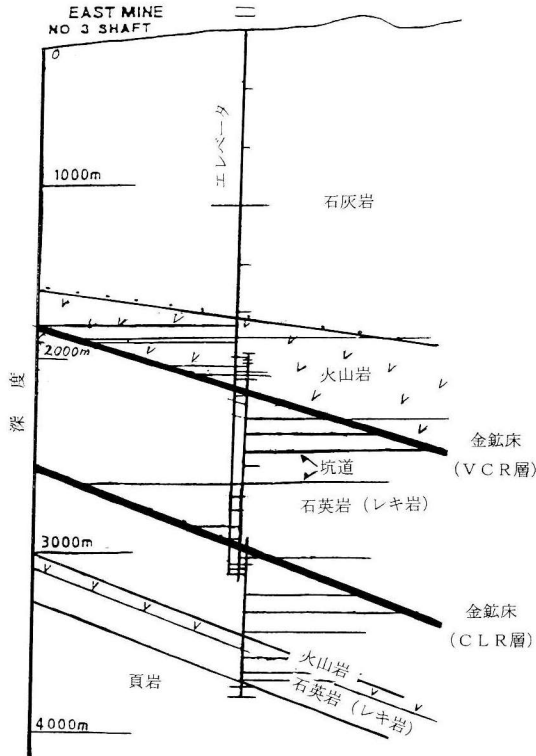 EAST MINE
NO 3 SHAFT
0
エレベータ
1000m
石灰岩
2000m
火山岩
深度
金鉱床
(VCR層)
坑道
石英岩(レキ岩)
3000m
金鉱床
(CLR層)
火山岩
石英岩(レキ岩)
頁岩
4000m